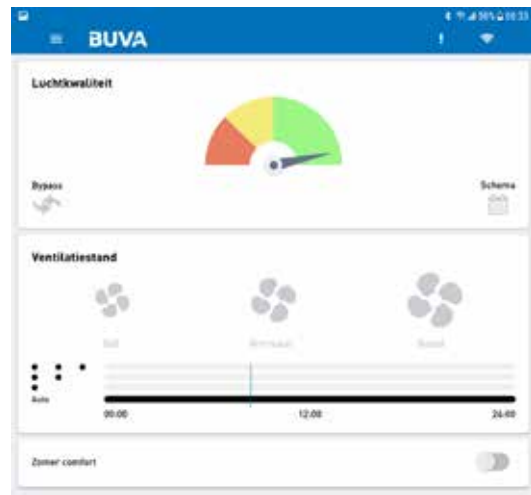 BUVA
Luchtkwaliteit
Bypass
Schema
Ventilatiestand
Auto
00:00 12:00 24:00
Zomer comfort